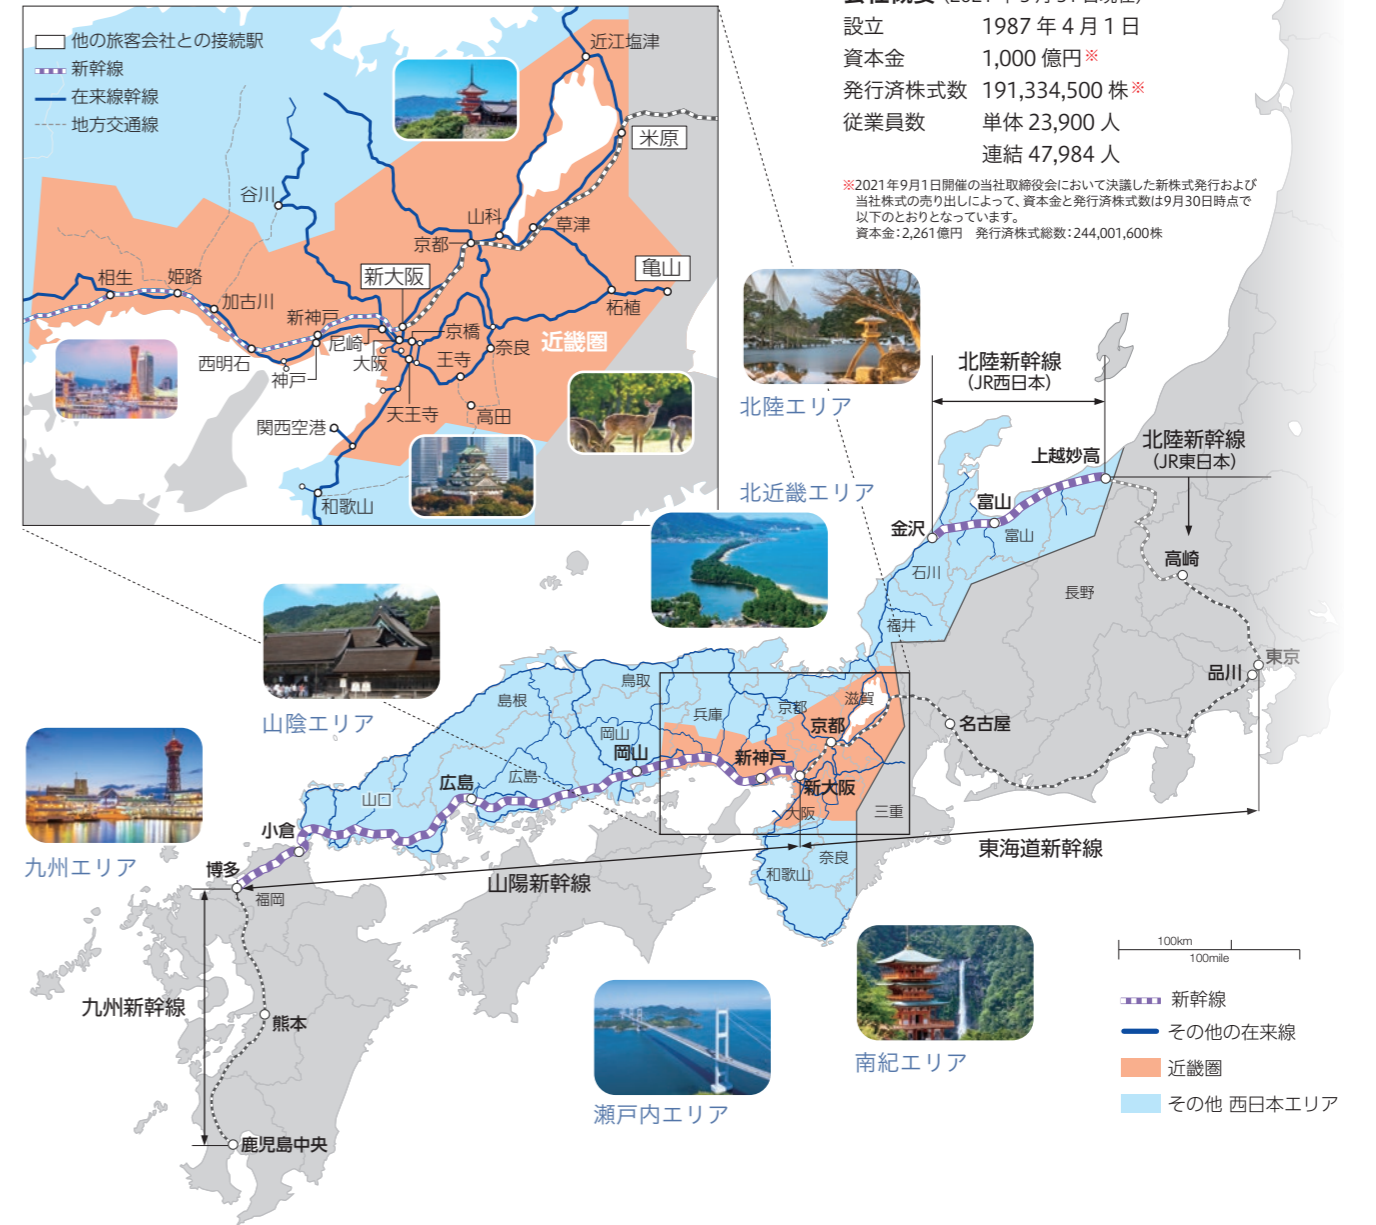 会社概要 (2021年3月31日現在)
設立 1987年4月1日
資本金 1,000億円※
発行済株式数 191,334,500株※
従業員数 単体 23,900人
連結 47,984人
※2021年9月1日開催の当社取締役会において決議した新株式発行および
当社株式の売り出しによって、資本金と発行済株式数は9月30日時点で
以下のとおりとなっています。
資本金：2,261億円 発行済株式総数：244,001,600株
他の旅客会社との接続駅
新幹線
在来線幹線
地方交通線
近江塩津
米原
谷川
山科
草津
京都
新大阪
亀山
柘植
相生
姫路
加古川
新神戸
尼崎
京橋
近畿圏
西明石
神戸
大阪
王寺
奈良
天王寺
高田
関西空港
和歌山
北陸エリア
北陸新幹線
(JR西日本)
上越妙高
北陸新幹線
(JR東日本)
北近畿エリア
金沢
富山
富山
石川
高崎
長野
福井
東京
品川
山陰エリア
鳥取
島根
兵庫
京都
滋賀
名古屋
岡山
岡山
京都
新神戸
新大阪
広島
広島
山口
大阪
三重
小倉
九州エリア
博多
福岡
山陽新幹線
東海道新幹線
奈良
和歌山
九州新幹線
熊本
鹿児島中央
瀬戸内エリア
南紀エリア
100km
100mile
新幹線
その他の在来線
近畿圏
その他 西日本エリア